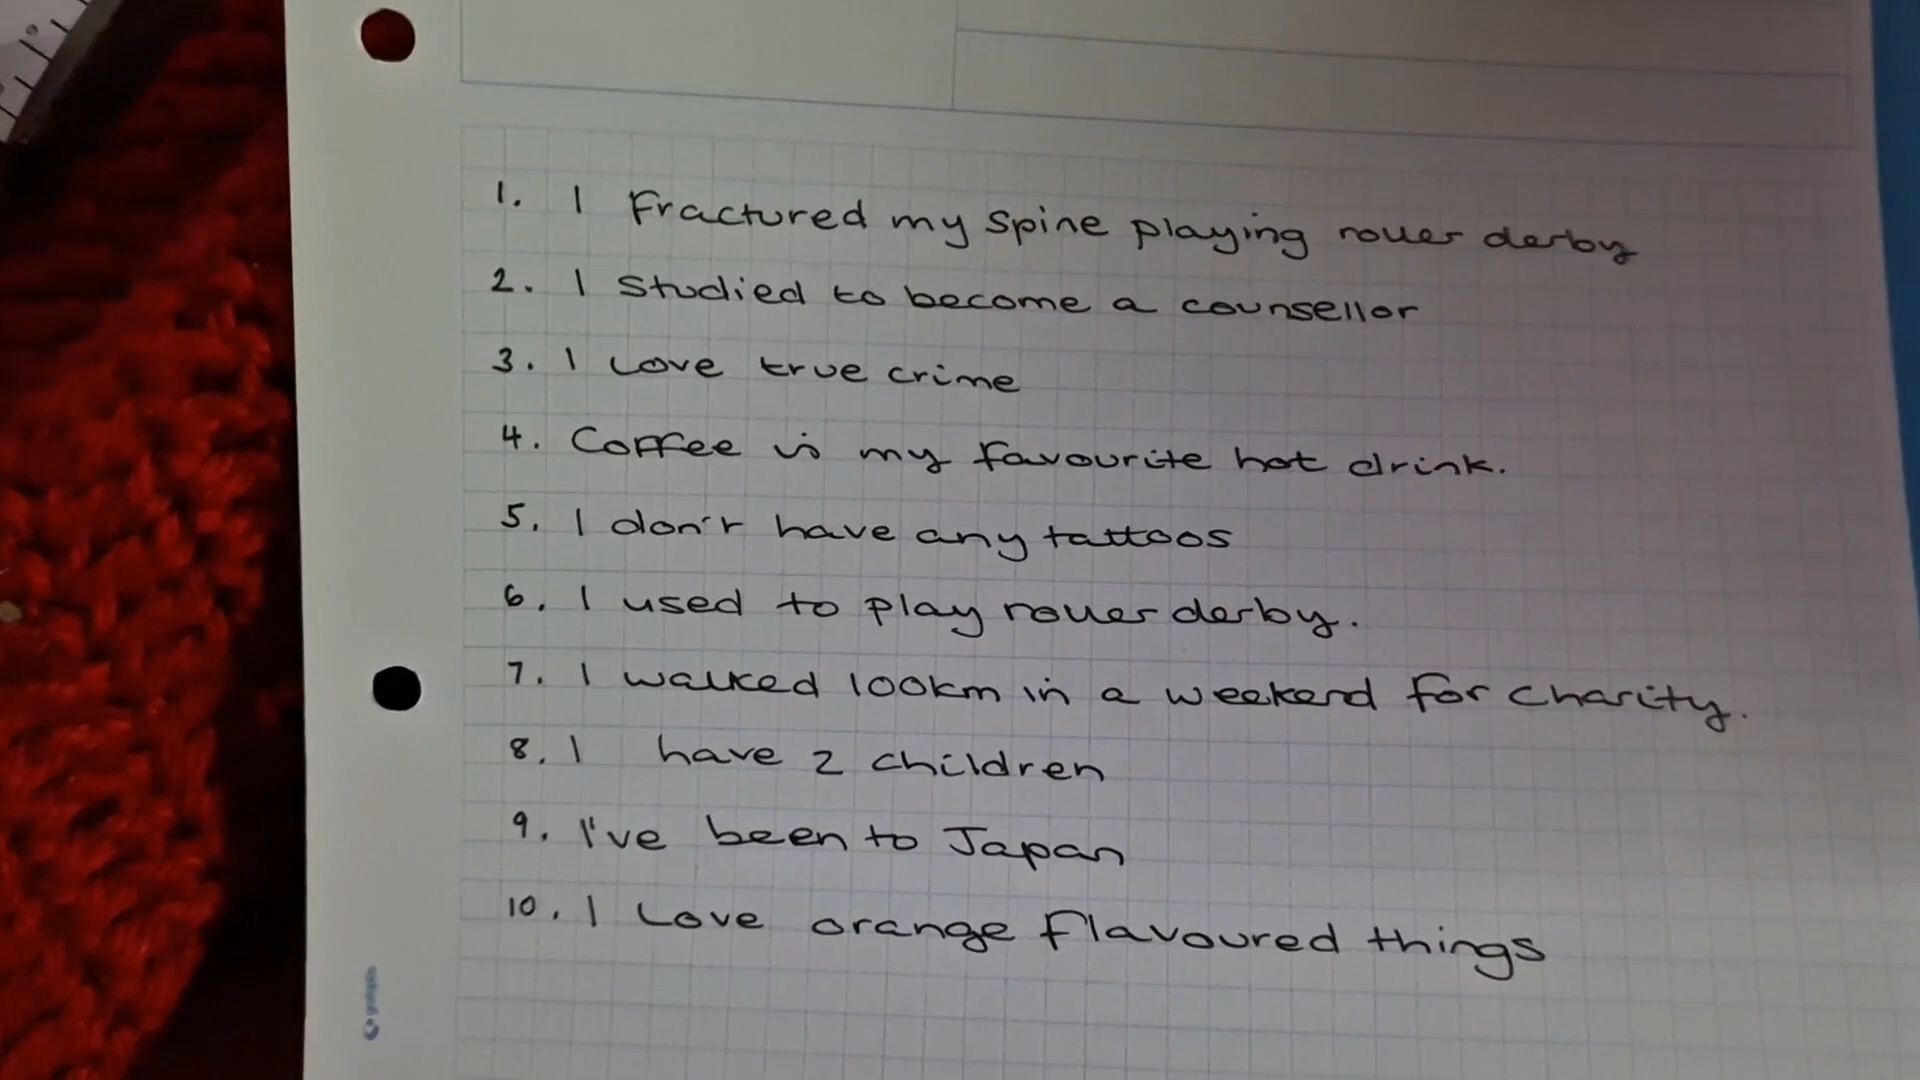 1. I Fractured my spine playing roller derby
2. I studied to become a counsellor
3. I Love true crime
4. Coffee is my favourite hot drink.
5. I don't have any tattoos
6. I used to play roller derby.
7. I walked 100km in a weekend for charity.
8. I have 2 children
9. I've been to Japan
10. I Love orange flavoured things